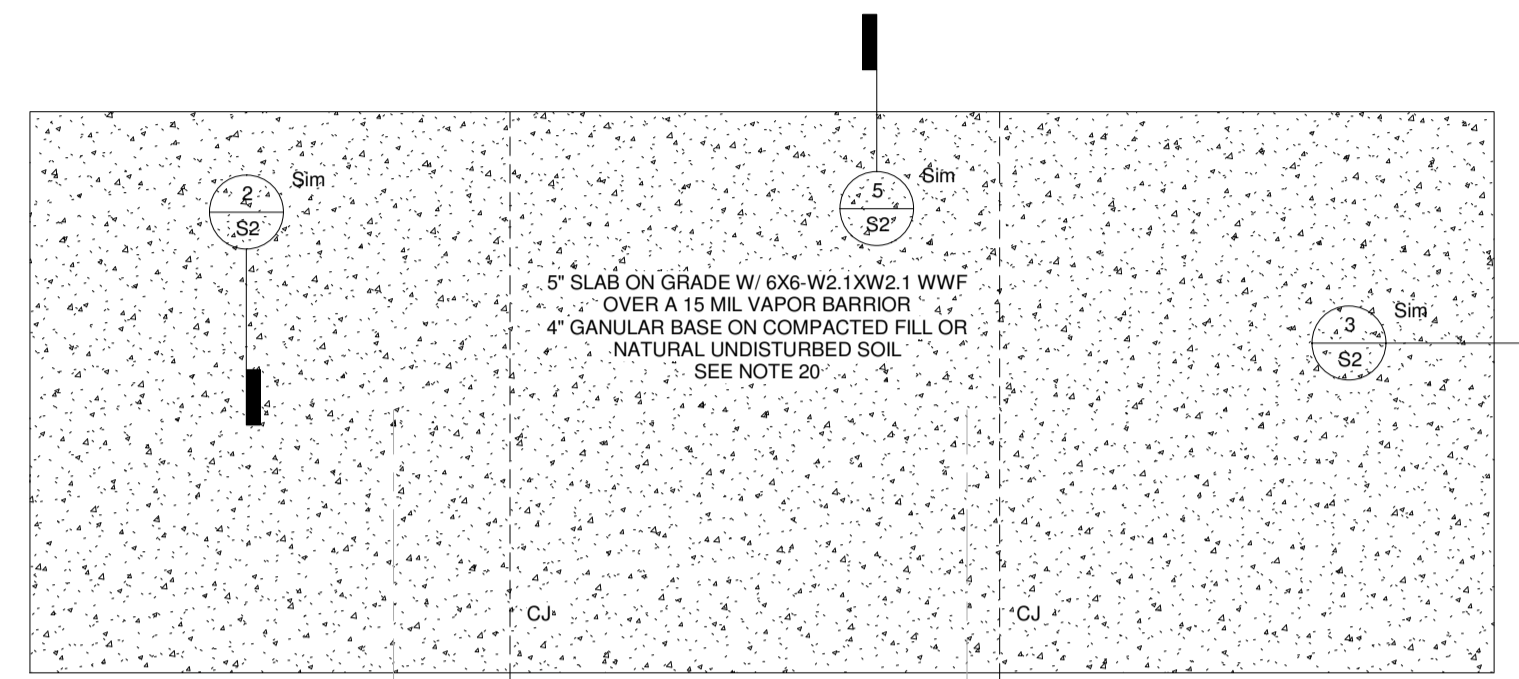 2
S2
Sim
5
S2
Sim
5" SLAB ON GRADE W/ 6X6-W2.1XW2.1 WWF
OVER A 15 MIL VAPOR BARRIOR
4" GANULAR BASE ON COMPACTED FILL OR
NATURAL UNDISTURBED SOIL
SEE NOTE 20
3
S2
Sim
CJ
CJ